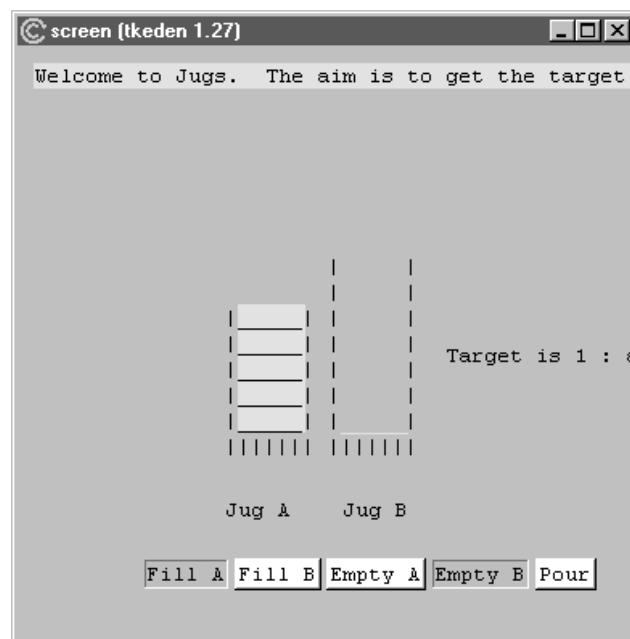 screen (tkeden 1.27)
Welcome to Jugs. The aim is to get the target
Target is 1 :
Jug A Jug B
Fill A Fill B Empty A Empty B Pour